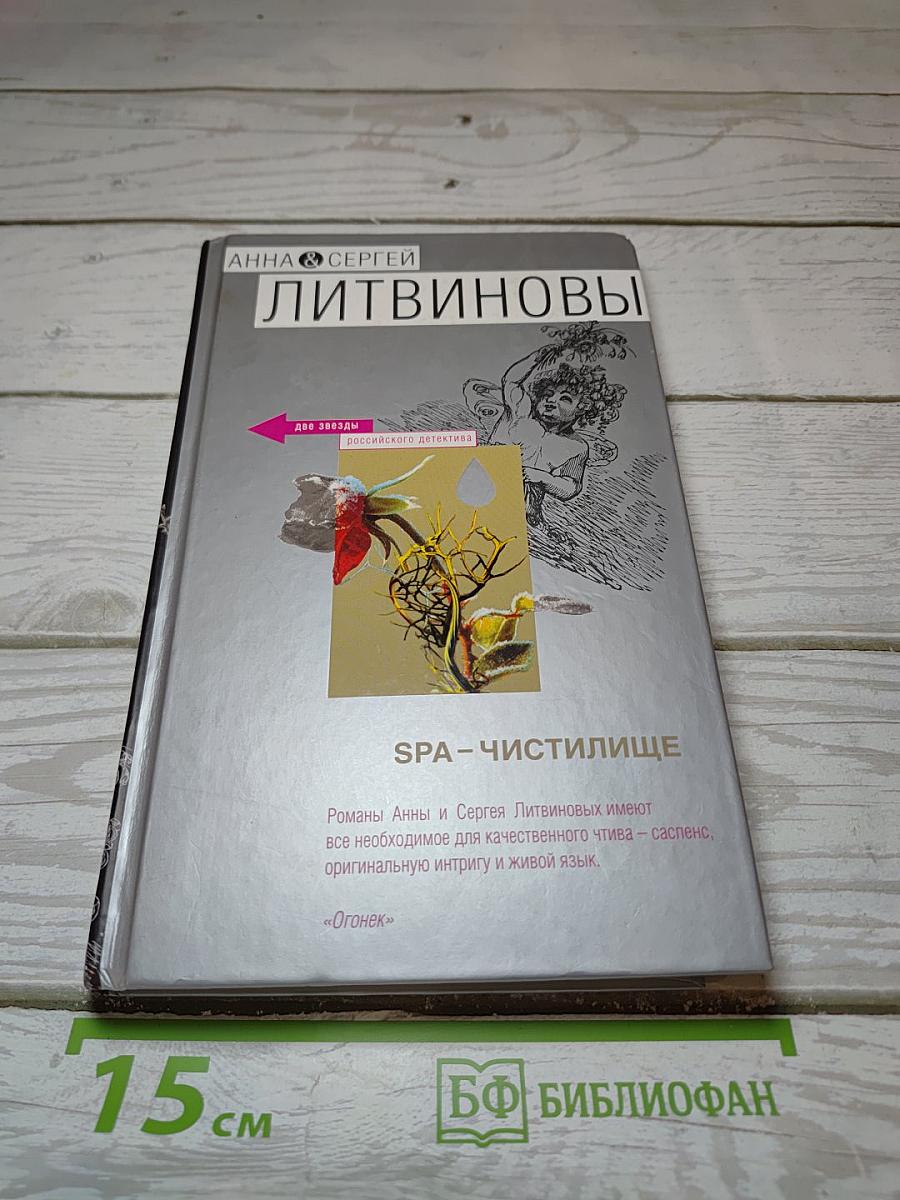 АННА & СЕРГЕЙ
ЛИТВИНОВЫ
две звезды
российского детектива
SPA – ЧИСТИЛИЩЕ
Романы Анны и Сергея Литвиновых имеют
все необходимое для качественного чтива – саспенс,
оригинальную интригу и живой язык.
«Огонек»
15 см
БФ БИБЛИОФАН